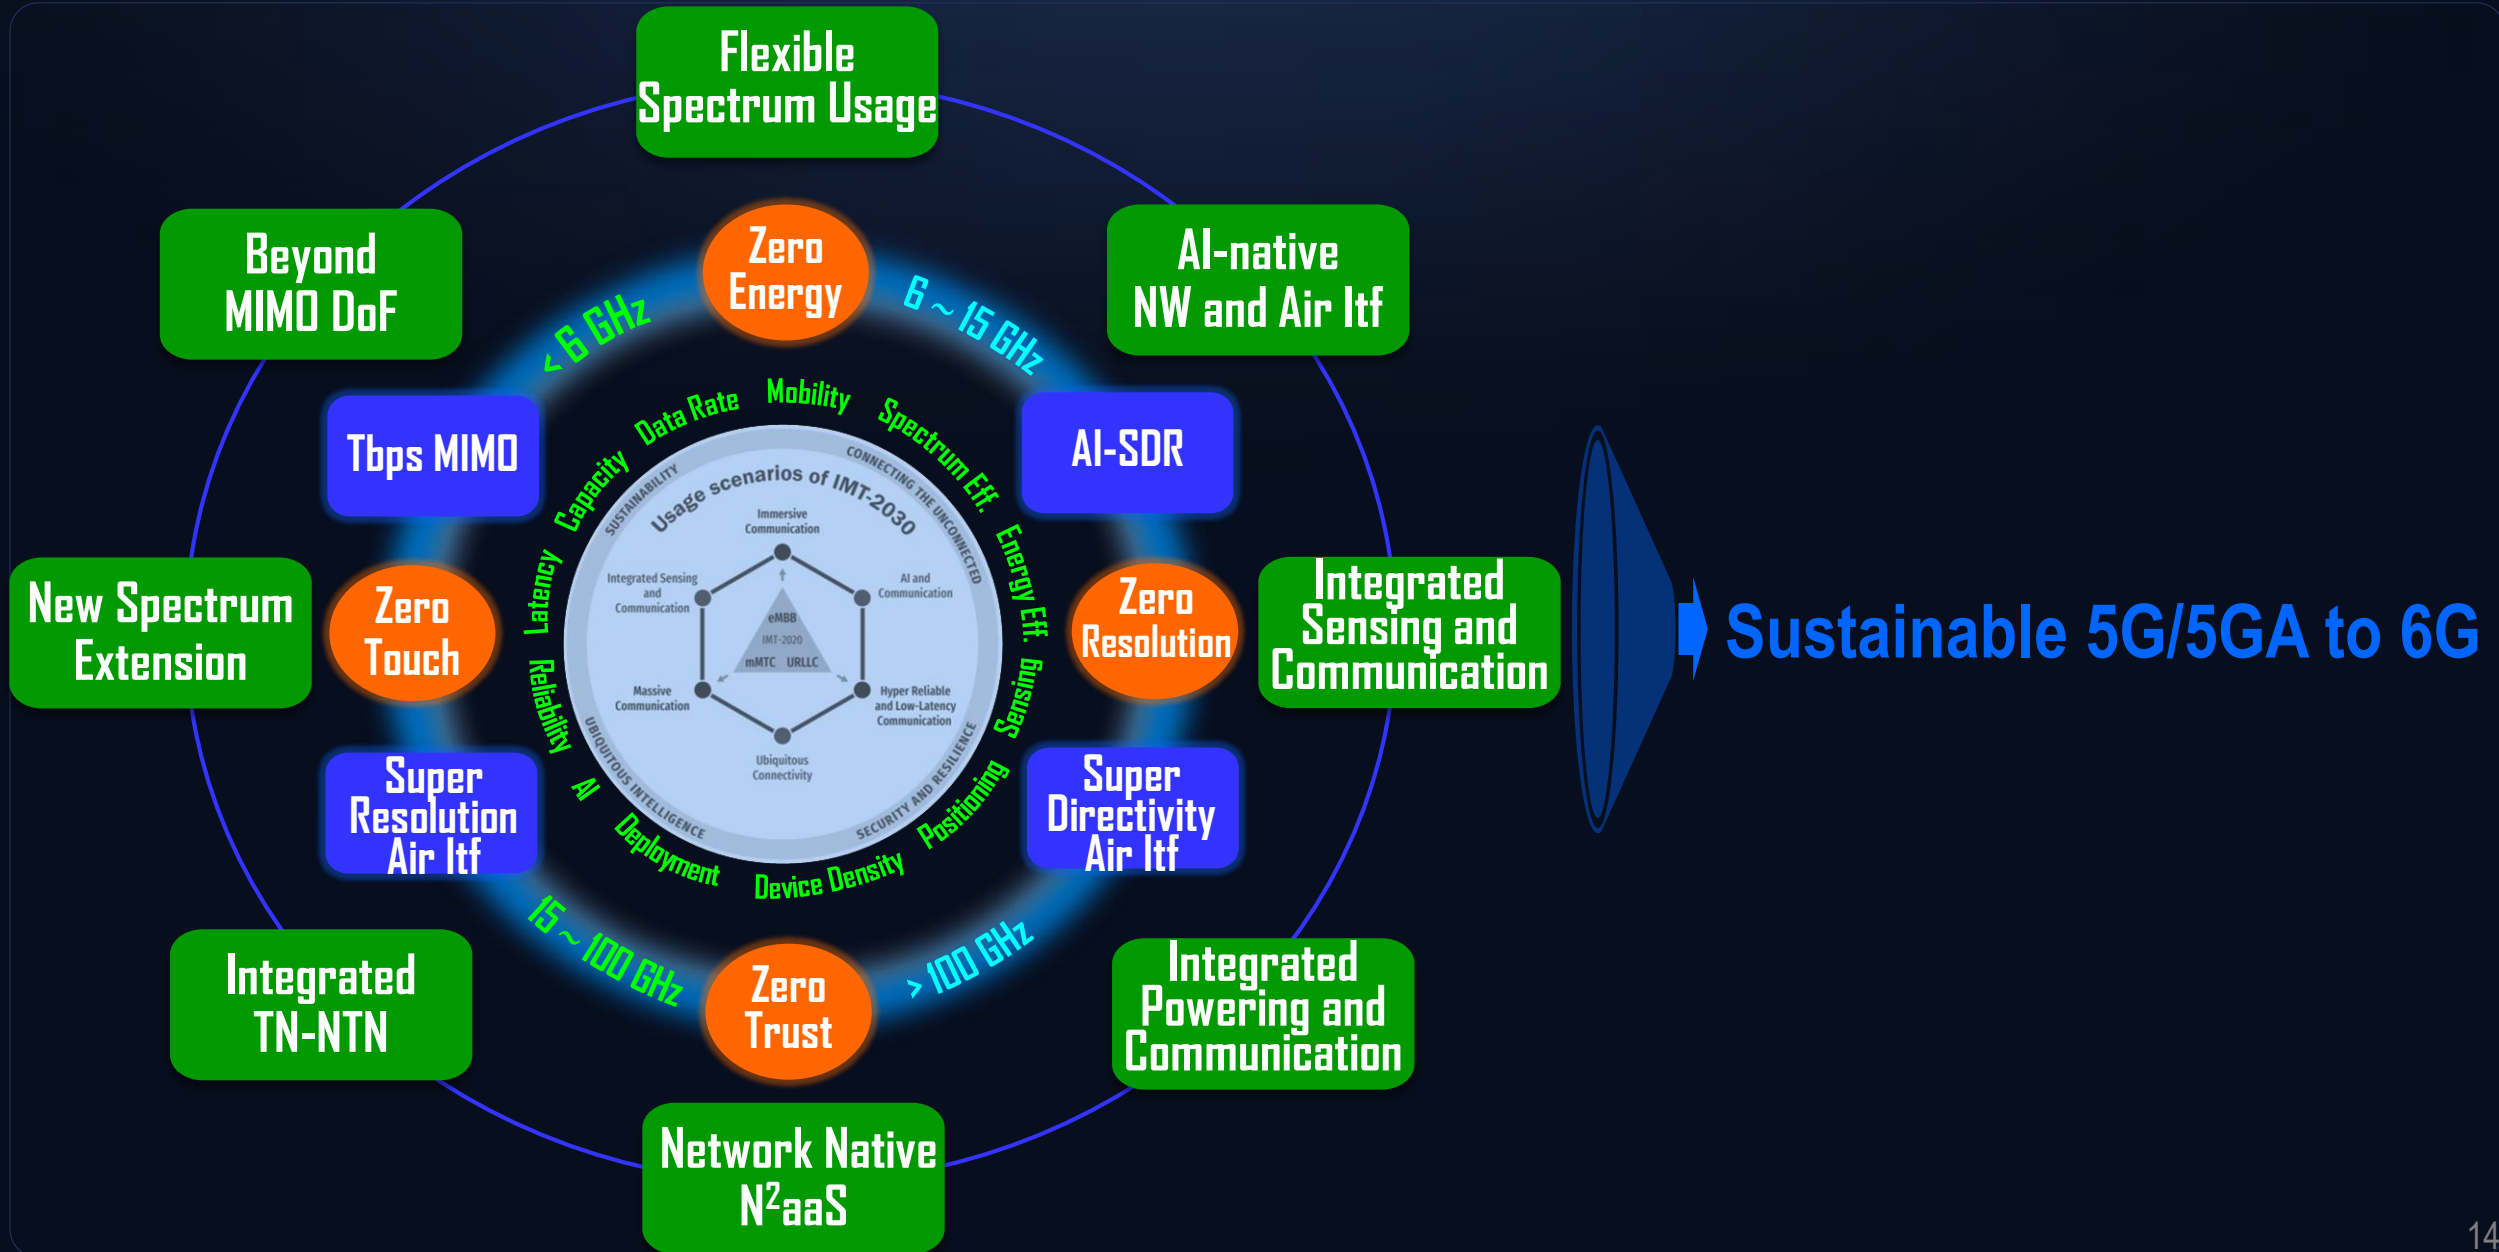 Flexible
Spectrum Usage
Beyond
MIMO DoF
AI-native
NW and Air Itf
Zero
Energy
< 6 GHz
6 ~ 15 GHz
Tbps MIMO
AI-SDR
Data Rate
Mobility
Spectrum Eff.
Capacity
Energy Eff.
Latency
Sensing
Reliability
Positioning
AI
Deployment
Device Density
SUSTAINABILITY
CONNECTING THE UNCONNECTED
Usage scenarios of IMT-2030
Immersive
Communication
Integrated Sensing
and
Communication
AI and
Communication
eMBB
IMT-2020
mMTC URLLC
Massive
Communication
Hyper Reliable
and Low-Latency
Communication
Ubiquitous
Connectivity
UBIQUITOUS INTELLIGENCE
SECURITY AND RESILIENCE
New Spectrum
Extension
Zero
Touch
Zero
Resolution
Integrated
Sensing and
Communication
Sustainable 5G/5GA to 6G
Super
Resolution
Air Itf
Super
Directivity
Air Itf
15 ~ 100 GHz
> 100 GHz
Integrated
TN-NTN
Zero
Trust
Integrated
Powering and
Communication
Network Native
N²aaS
14